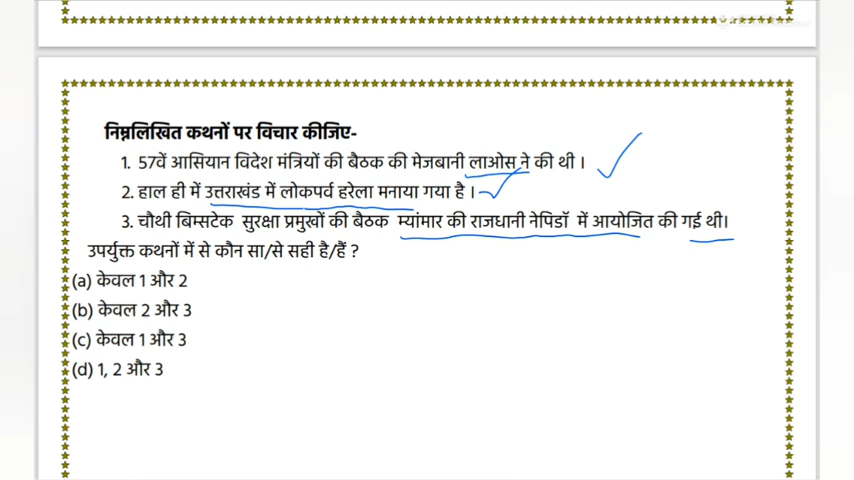 निम्नलिखित कथनों पर विचार कीजिए-
1. 57वें आसियान विदेश मंत्रियों की बैठक की मेजबानी लाओस ने की थी ।
2. हाल ही में उत्तराखंड में लोकपर्व हरेला मनाया गया है ।
3. चौथी बिम्सटेक सुरक्षा प्रमुखों की बैठक म्यांमार की राजधानी नेपिडॉ में आयोजित की गई थी।
उपर्युक्त कथनों में से कौन सा/से सही है/हैं ?
(a) केवल 1 और 2
(b) केवल 2 और 3
(c) केवल 1 और 3
(d) 1, 2 और 3